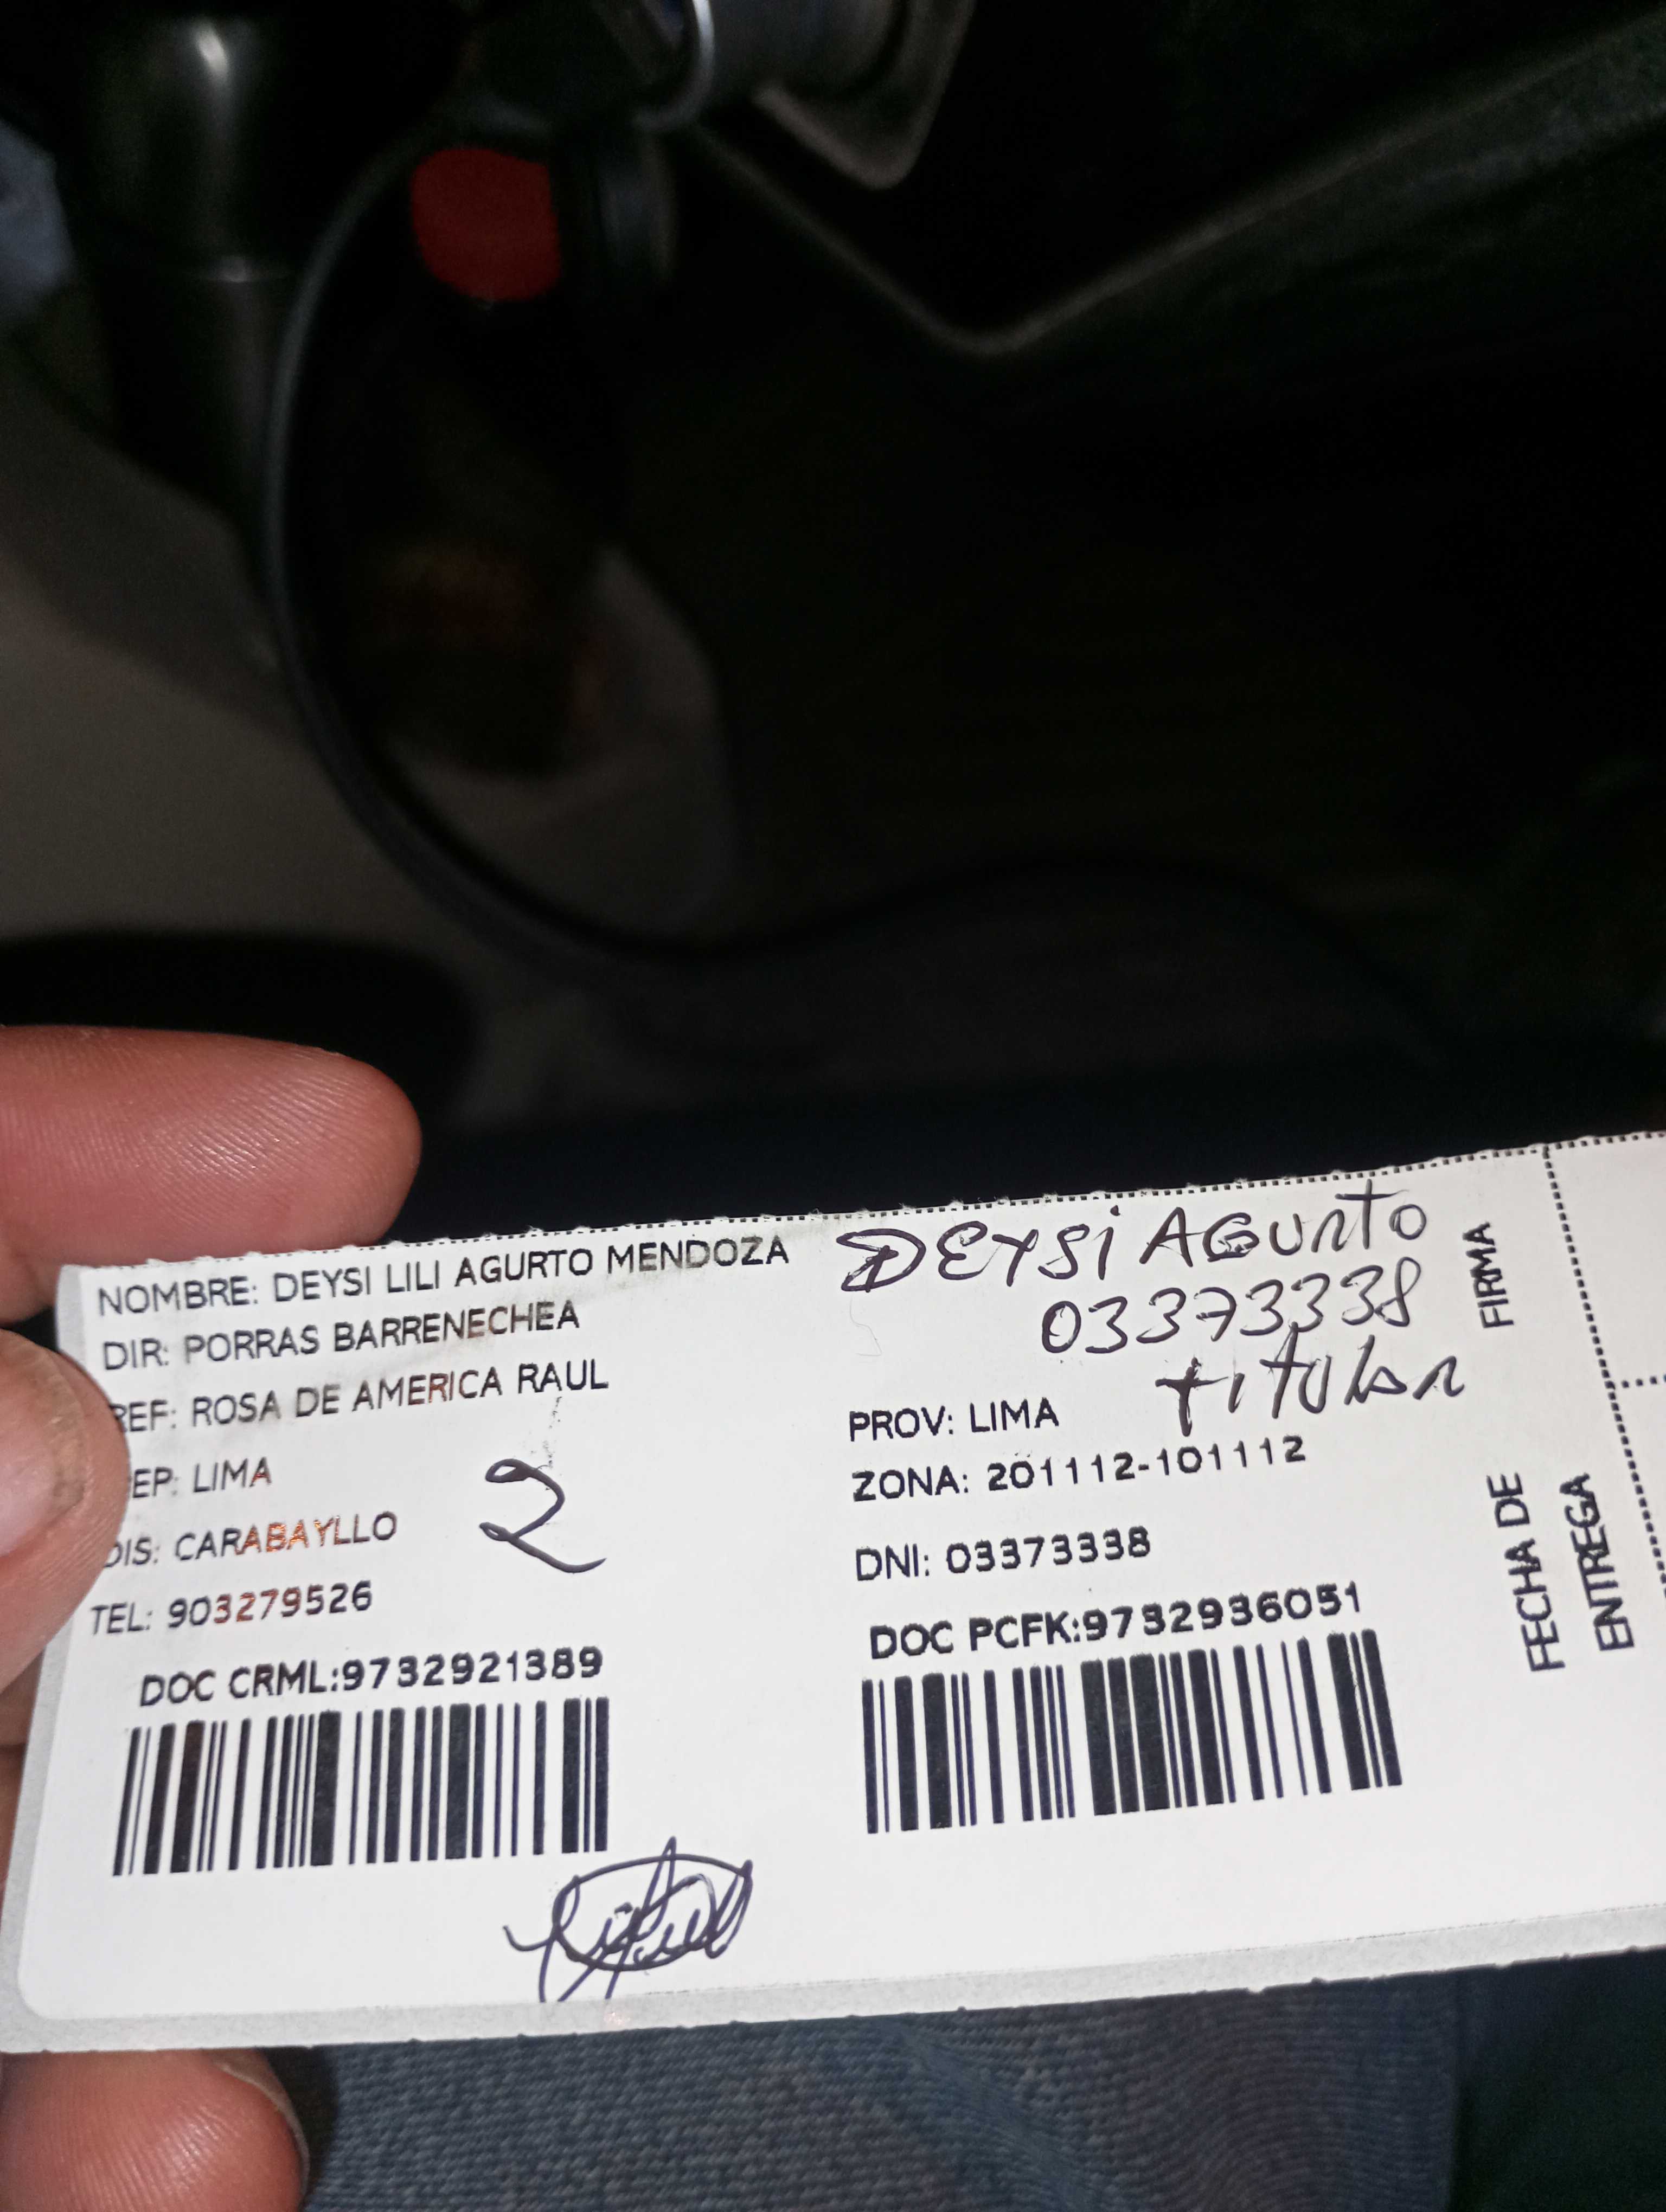 NOMBRE: DEYSI LILI AGURTO MENDOZA
DIR: PORRAS BARRENECHEA
REF: ROSA DE AMERICA RAUL
EP: LIMA
DIS: CARABAYLLO
TEL: 903279526
2
DOC CRML:9732921389
DEYSi AGURTO
03373338
titular
PROV: LIMA
ZONA: 201112-101112
DNI: 03373338
DOC PCFK:9732936051
FIRMA
FECHA DE
ENTREGA